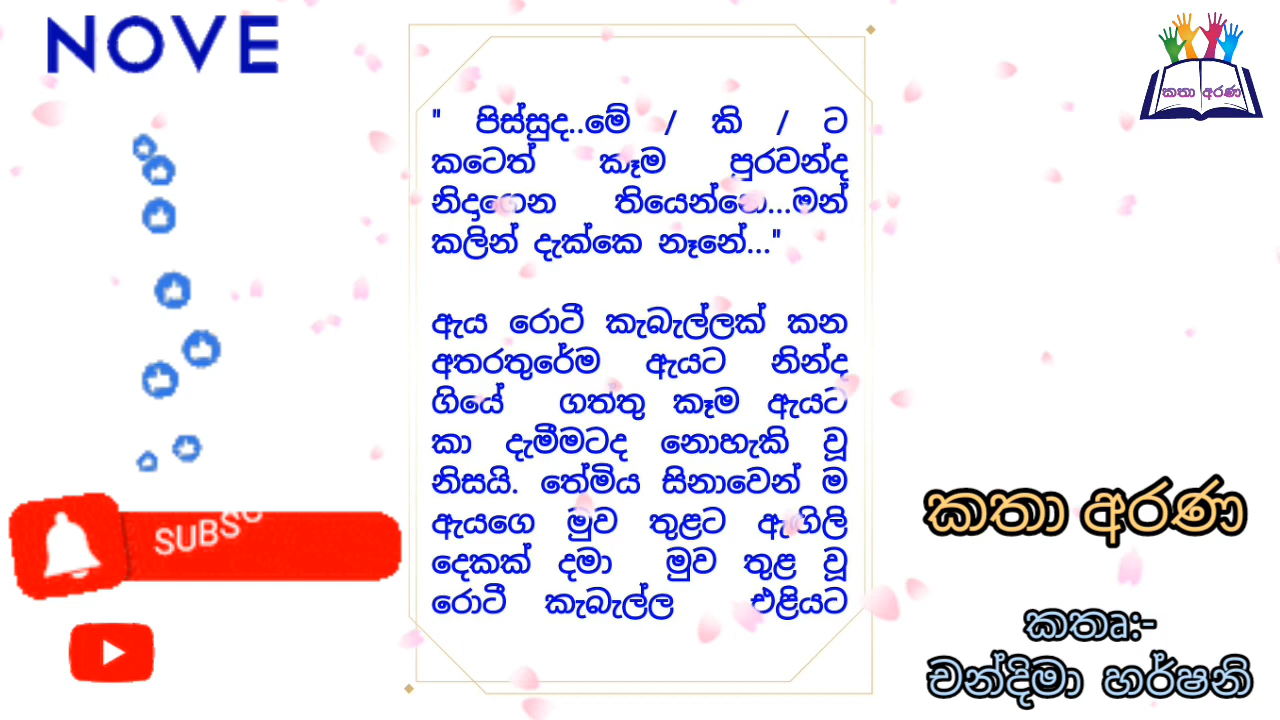 NOVE
කතා අරණ
" පිස්සුද..මේ / කි / ට
කටෙත් කෑම පුරවන්ද
නිදාගෙන තියෙන්නෙ...මන්
කලින් දැක්කෙ නෑනේ..."
ඇය රොටී කැබැල්ලක් කන
අතරතුරේම ඇයට නින්ද
ගියේ ගත්තු කෑම ඇයට
කා දැමීමටද නොහැකි වූ
නිසයි. තේමිය සිනාවෙන් ම
ඇයගෙ මුව තුළට ඇඟිලි
දෙකක් දමා මුව තුළ වූ
රොටී කැබැල්ල එළියට
SUBSC
කතා අරණ
කතෘ:-
චන්දිමා හර්ෂනි